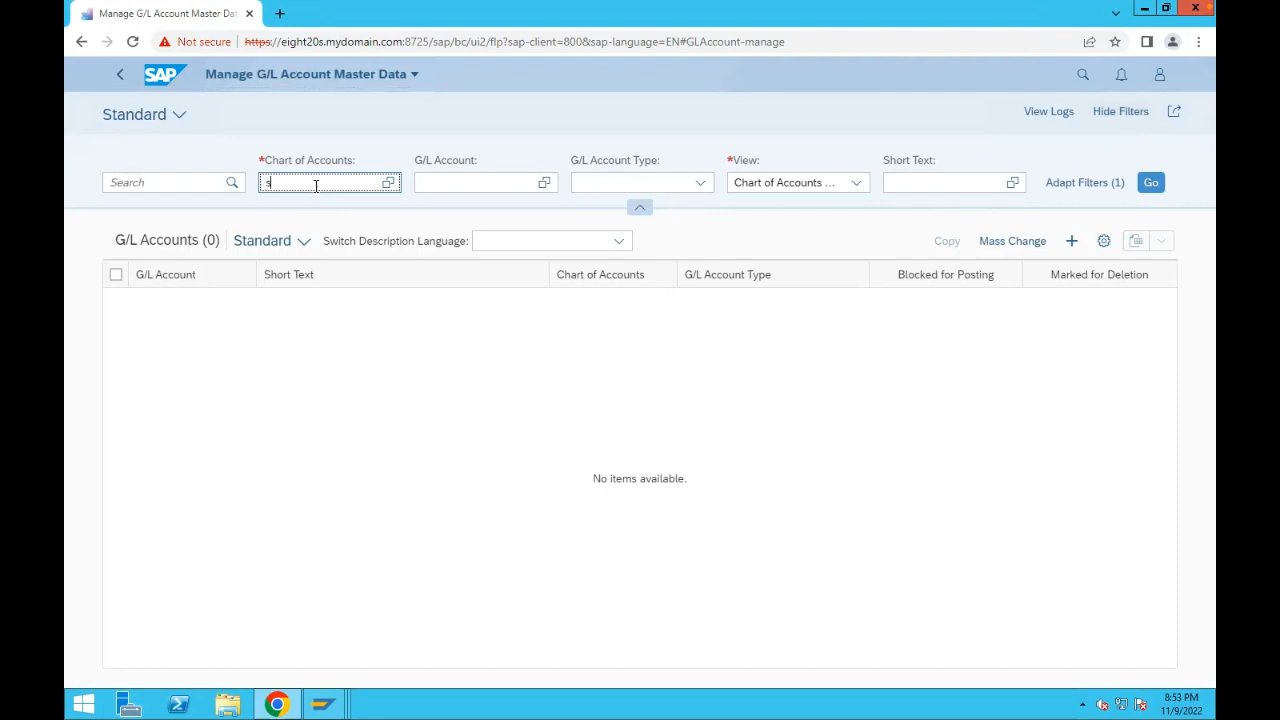 Manage G/L Account Master Dat
Not secure https://eight20s.mydomain.com:8725/sap/bc/ui2/flp?sap-client=800&sap-language=EN#GLAccount-manage
SAP Manage G/L Account Master Data
Standard
View Logs Hide Filters
*Chart of Accounts: G/L Account: G/L Account Type: *View: Short Text:
Search s Chart of Accounts ... Adapt Filters (1) Go
G/L Accounts (0) Standard Switch Description Language: Copy Mass Change
G/L Account Short Text Chart of Accounts G/L Account Type Blocked for Posting Marked for Deletion
No items available.
8:53 PM
11/9/2022